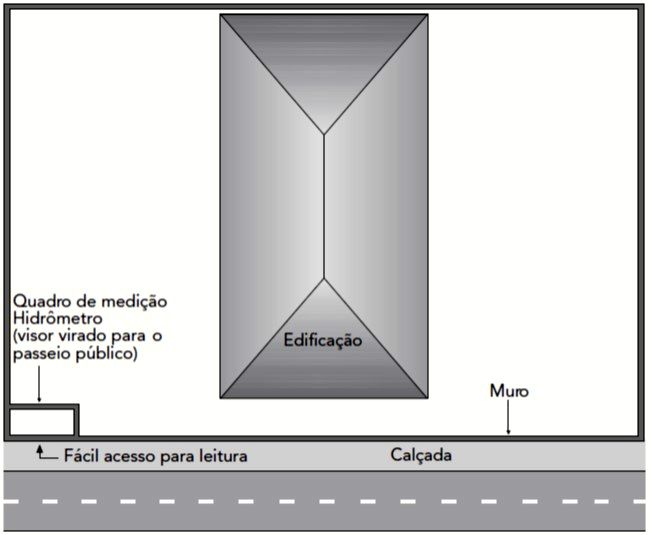 Quadro de medição
Hidrômetro
(visor virado para o
passeio público)
Edificação
Muro
Fácil acesso para leitura
Calçada